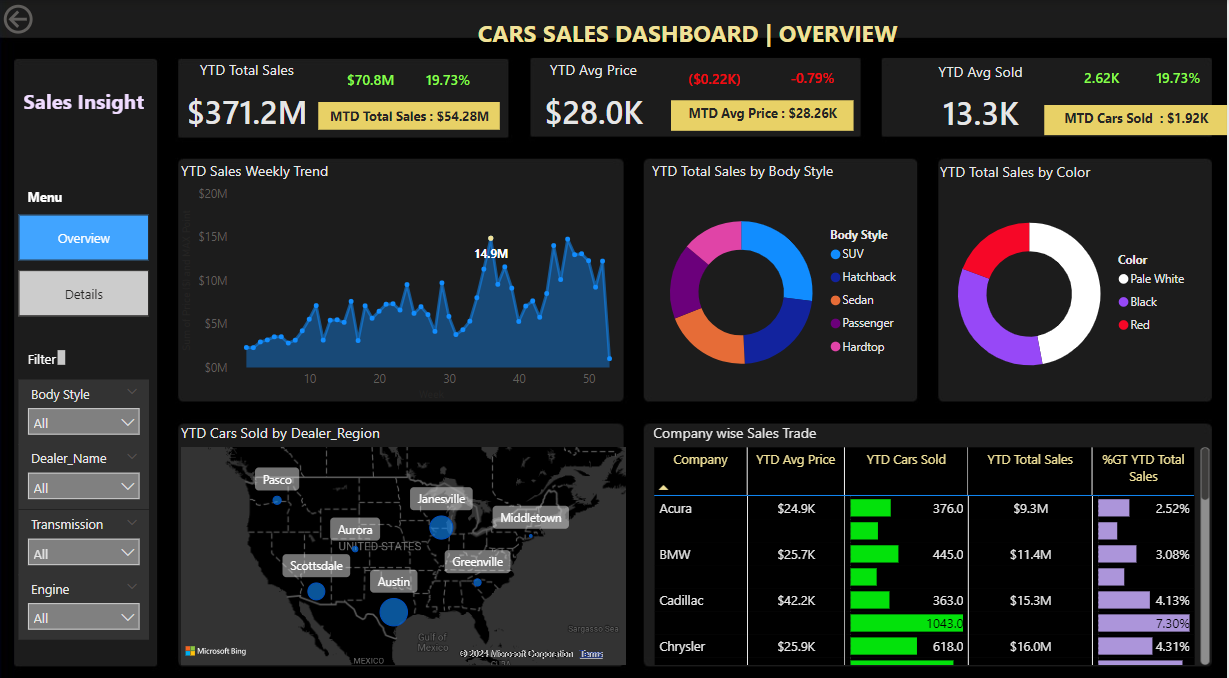 CARS SALES DASHBOARD | OVERVIEW
Sales Insight
Menu
Overview
Details
Filter
Body Style
All
Dealer_Name
All
Transmission
All
Engine
All
YTD Total Sales
$70.8M 19.73%
$371.2M
MTD Total Sales : $54.28M
YTD Avg Price
($0.22K) -0.79%
$28.0K
MTD Avg Price : $28.26K
YTD Avg Sold
2.62K 19.73%
13.3K
MTD Cars Sold : $1.92K
YTD Sales Weekly Trend
$20M
$15M
$10M
$5M
$0M
14.9M
10 20 30 40 50
YTD Total Sales by Body Style
Body Style
SUV
Hatchback
Sedan
Passenger
Hardtop
YTD Total Sales by Color
Color
Pale White
Black
Red
YTD Cars Sold by Dealer_Region
Pasco
Janesville
Middletown
Aurora
UNITED STATES
Scottsdale
Greenville
Austin
Gulf of
Mexico
Sargasso Sea
MEXICO
CUBA
Microsoft Bing
© 2024 Microsoft Corporation Terms
Company wise Sales Trade
Company YTD Avg Price YTD Cars Sold YTD Total Sales %GT YTD Total
Sales
Acura $24.9K 376.0 $9.3M 2.52%
BMW $25.7K 445.0 $11.4M 3.08%
Cadillac $42.2K 363.0 $15.3M 4.13%
1043.0 7.30%
Chrysler $25.9K 618.0 $16.0M 4.31%